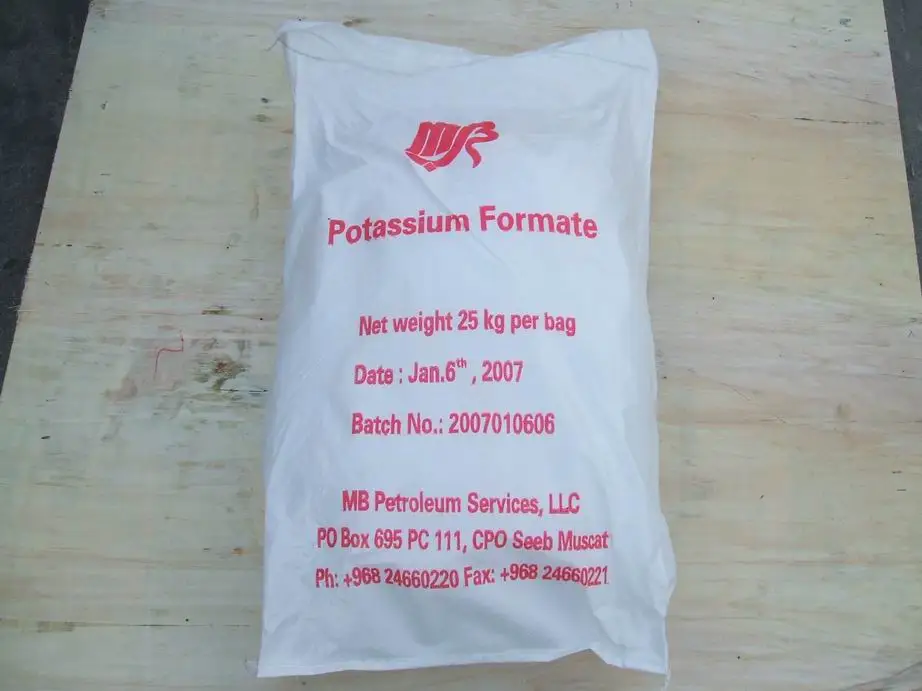 Potassium Formate
Net weight 25 kg per bag
Date : Jan.6th , 2007
Batch No.: 2007010606
MB Petroleum Services, LLC
PO Box 695 PC 111, CPO Seeb Muscat
Ph: +968 24660220 Fax: +968 24660221